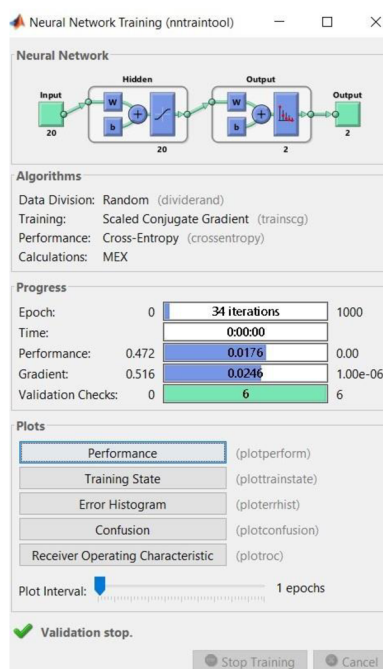 Neural Network Training (nntraintool)
Neural Network
Hidden Output
Input Output
W W
b b
20 20 2 2
Algorithms
Data Division: Random (dividerand)
Training: Scaled Conjugate Gradient (trainscg)
Performance: Cross-Entropy (crossentropy)
Calculations: MEX
Progress
Epoch: 0 34 iterations 1000
Time: 0:00:00
Performance: 0.472 0.0176 0.00
Gradient: 0.516 0.0246 1.00e-06
Validation Checks: 0 6 6
Plots
Performance (plotperform)
Training State (plottrainstate)
Error Histogram (ploterrhist)
Confusion (plotconfusion)
Receiver Operating Characteristic (plotroc)
Plot Interval: 1 epochs
Validation stop.
Stop Training Cancel